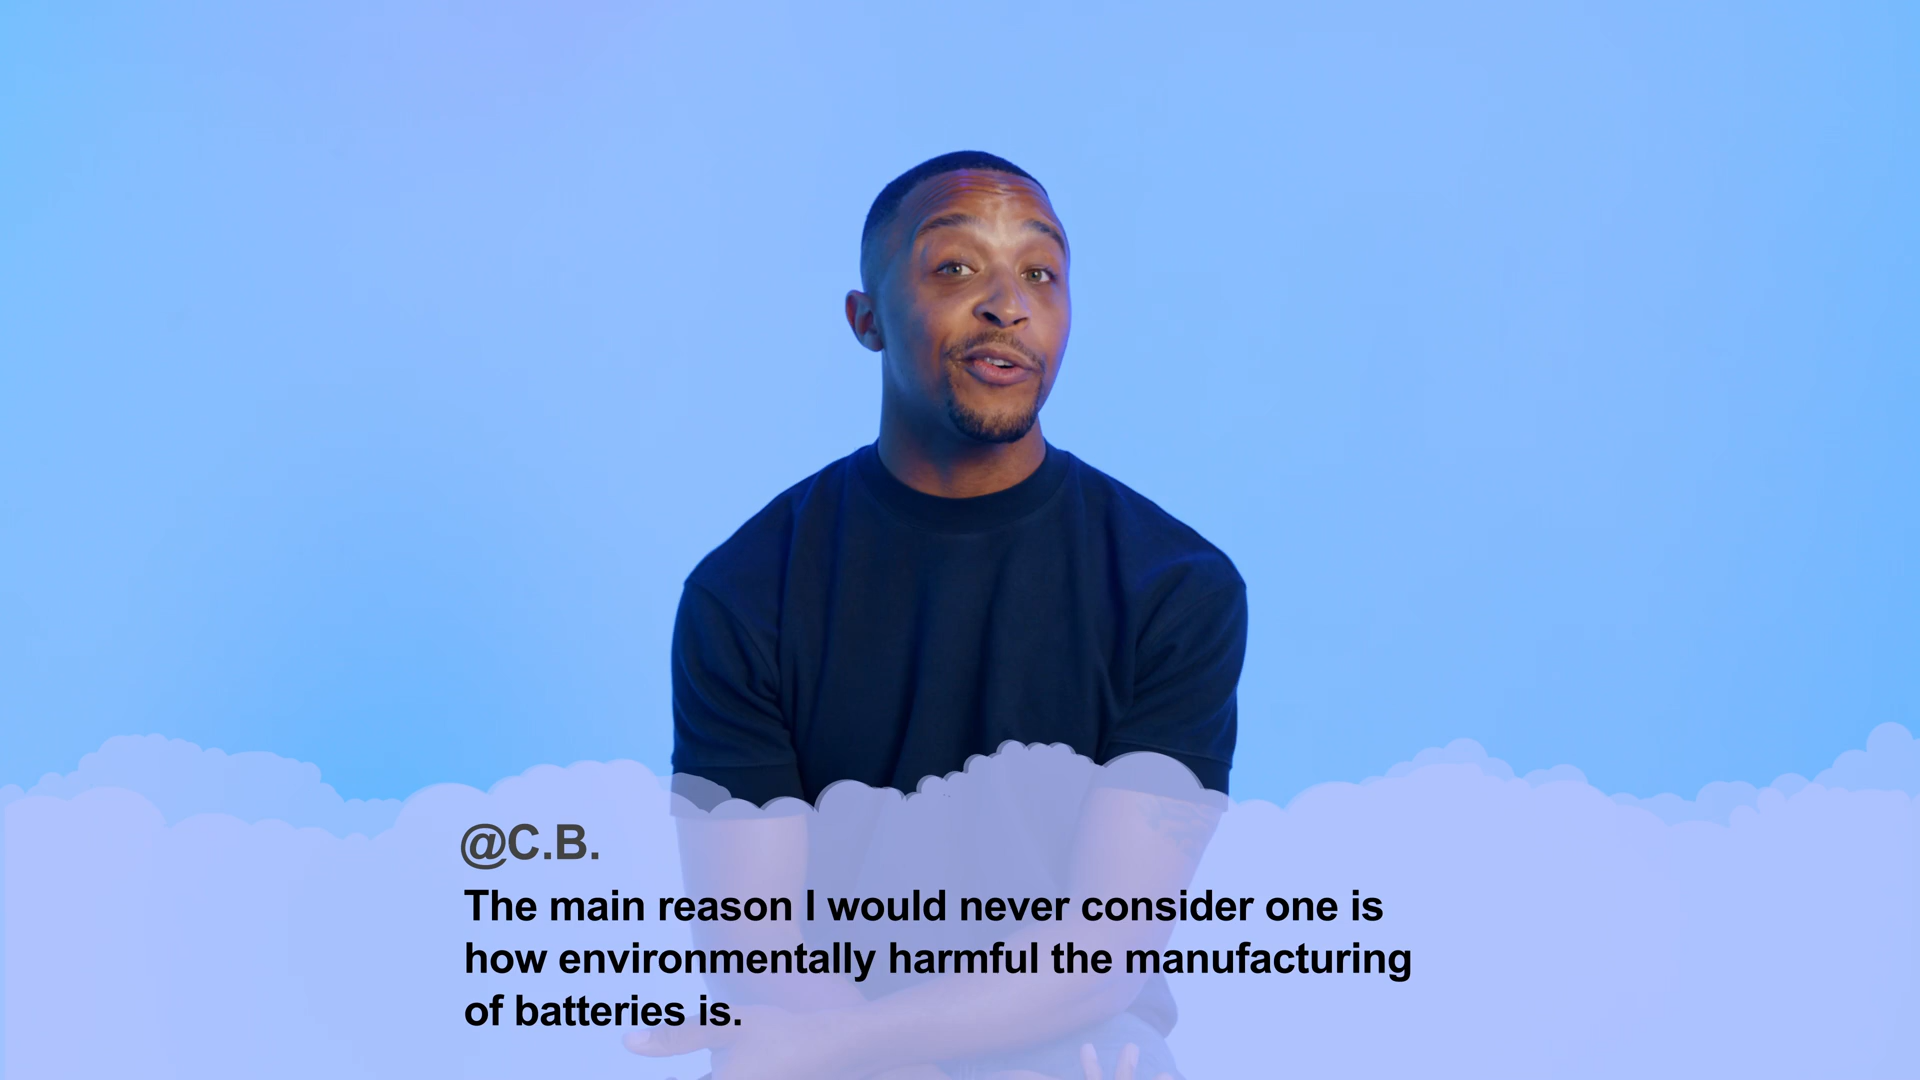 @C.B.
The main reason I would never consider one is
how environmentally harmful the manufacturing
of batteries is.